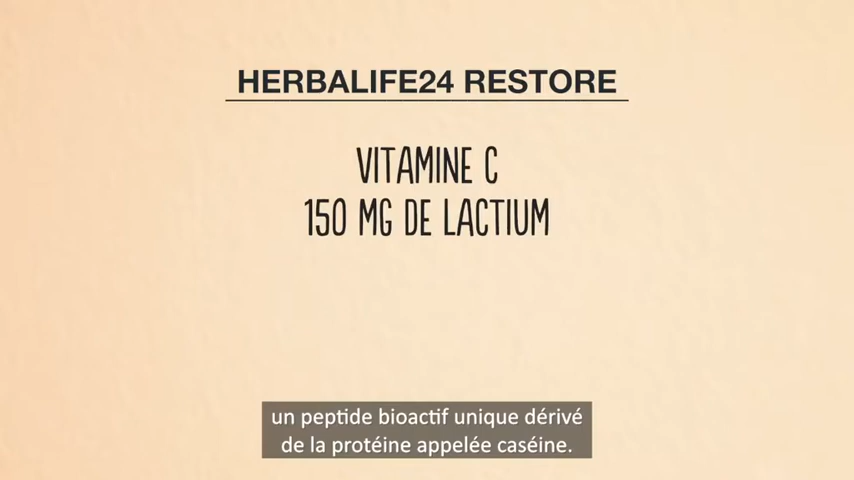 HERBALIFE24 RESTORE
VITAMINE C
150 MG DE LACTIUM
un peptide bioactif unique dérivé
de la protéine appelée caséine.